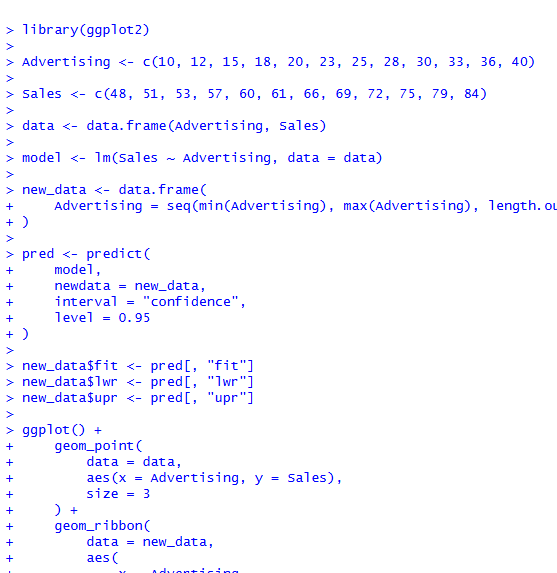 > library(ggplot2)
>
> Advertising <- c(10, 12, 15, 18, 20, 23, 25, 28, 30, 33, 36, 40)
>
> Sales <- c(48, 51, 53, 57, 60, 61, 66, 69, 72, 75, 79, 84)
>
> data <- data.frame(Advertising, Sales)
>
> model <- lm(Sales ~ Advertising, data = data)
>
> new_data <- data.frame(
+     Advertising = seq(min(Advertising), max(Advertising), length.ou
+ )
>
> pred <- predict(
+     model,
+     newdata = new_data,
+     interval = "confidence",
+     level = 0.95
+ )
>
> new_data$fit <- pred[, "fit"]
> new_data$lwr <- pred[, "lwr"]
> new_data$upr <- pred[, "upr"]
>
> ggplot() +
+     geom_point(
+         data = data,
+         aes(x = Advertising, y = Sales),
+         size = 3
+     ) +
+     geom_ribbon(
+         data = new_data,
+         aes(
+             x = Advertising